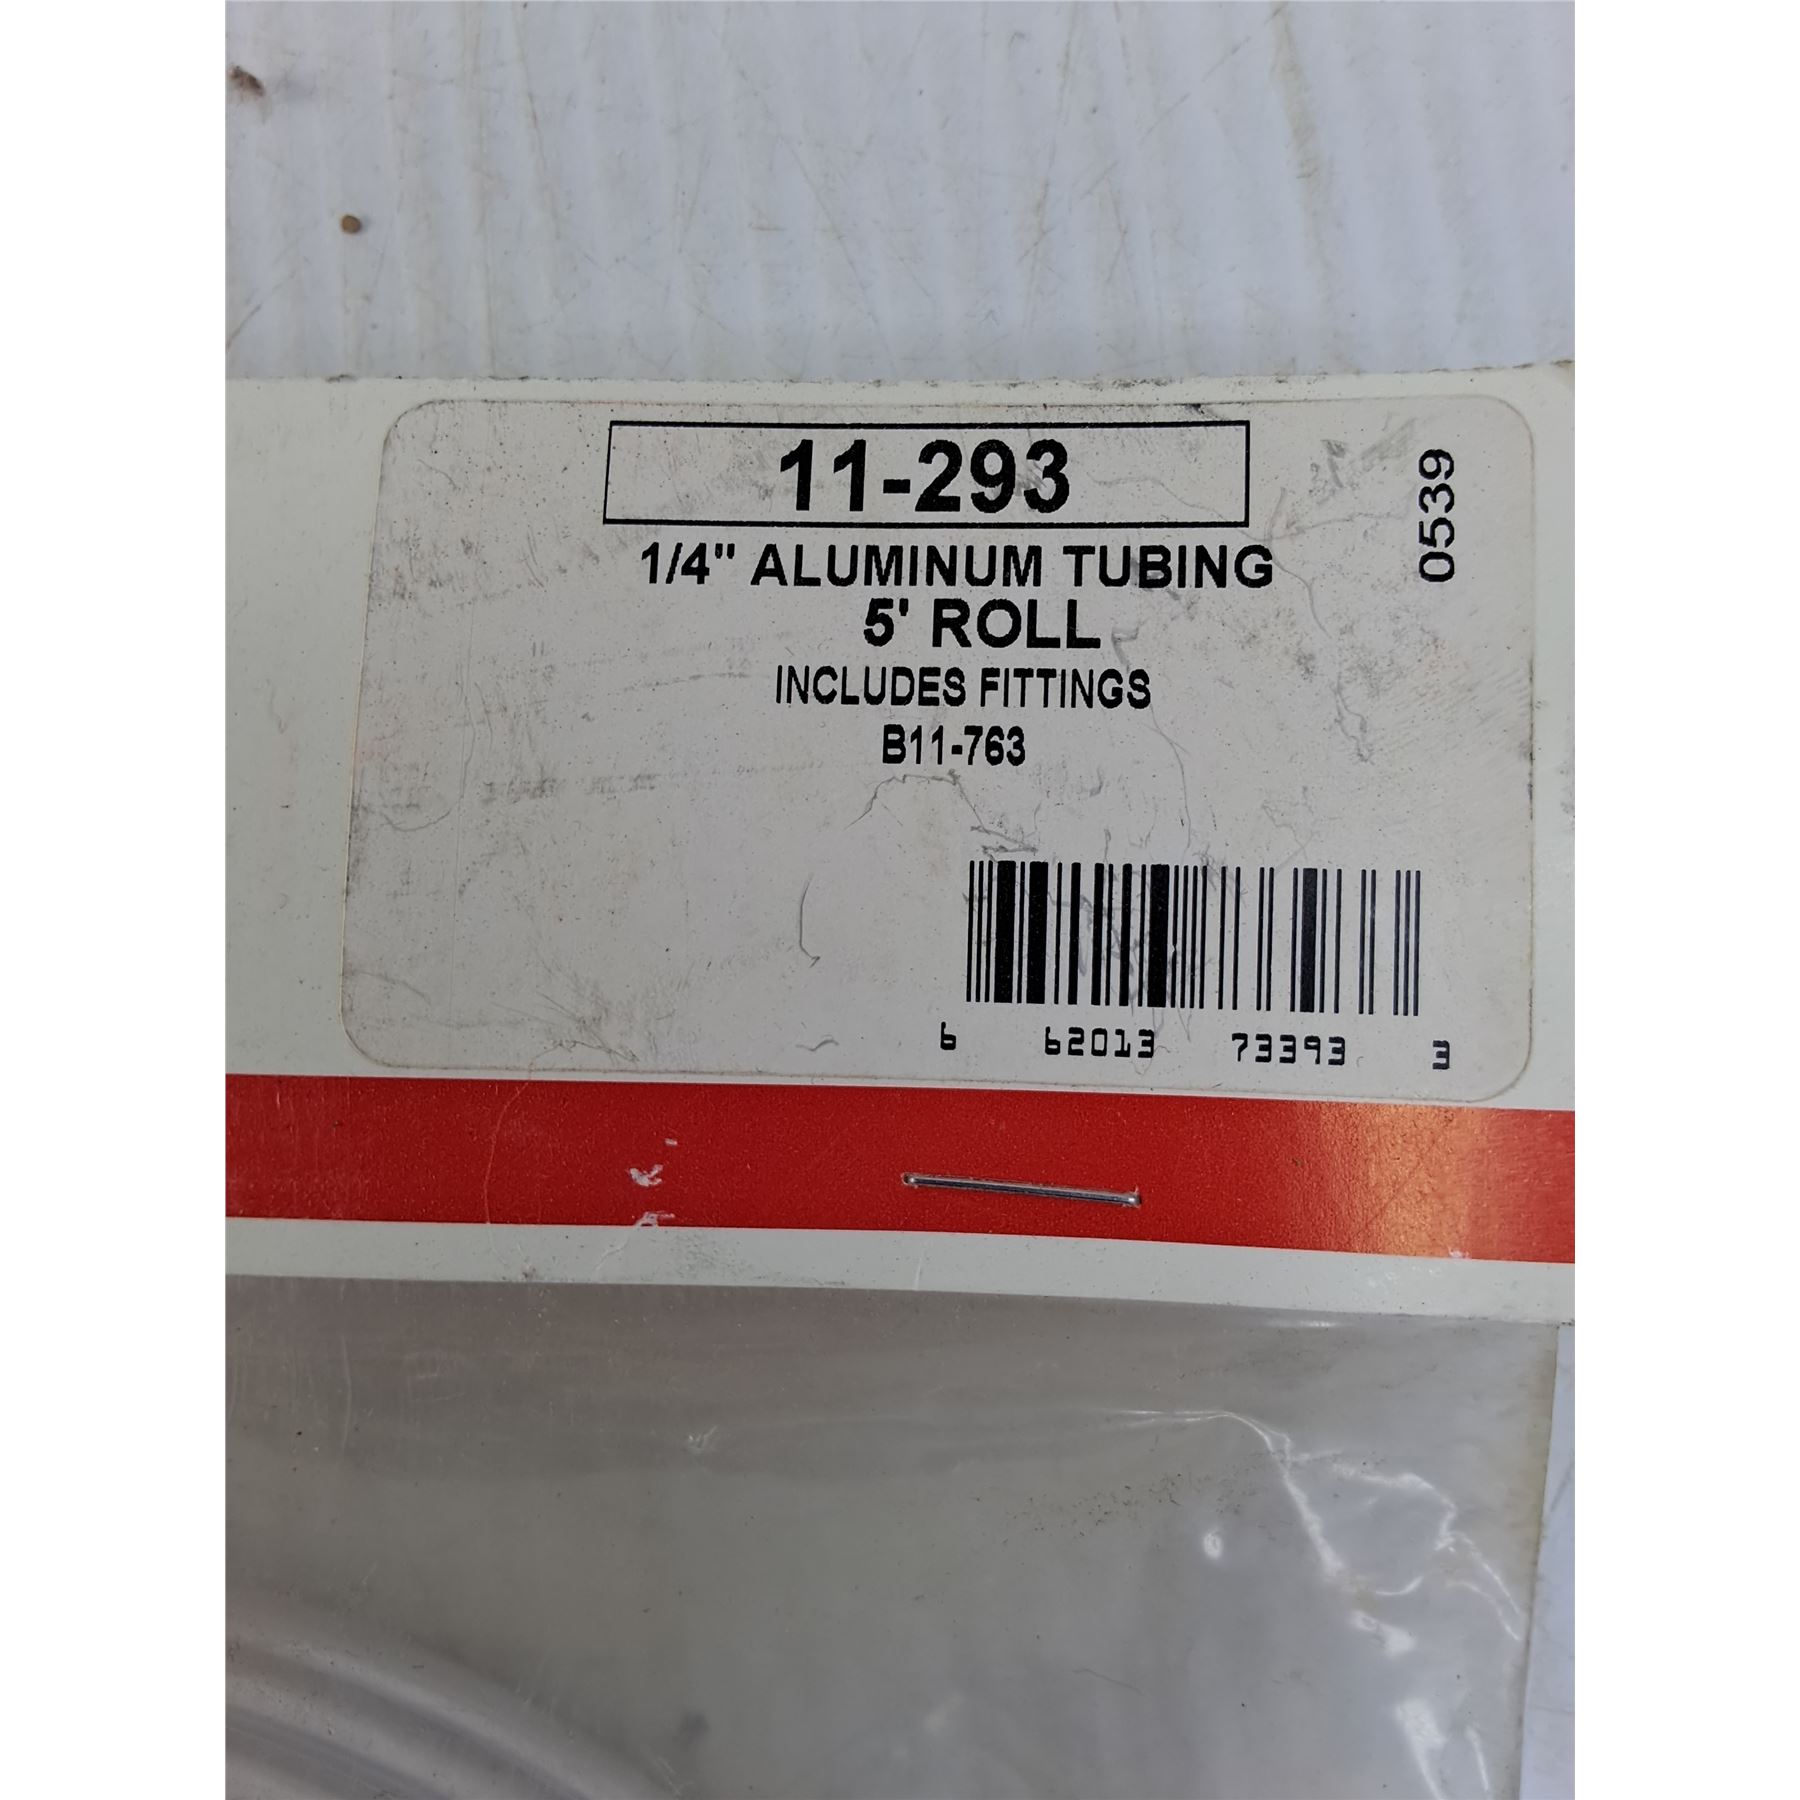 11-293
0539
1/4" ALUMINUM TUBING
5' ROLL
INCLUDES FITTINGS
B11-763
6 62013 73393 3